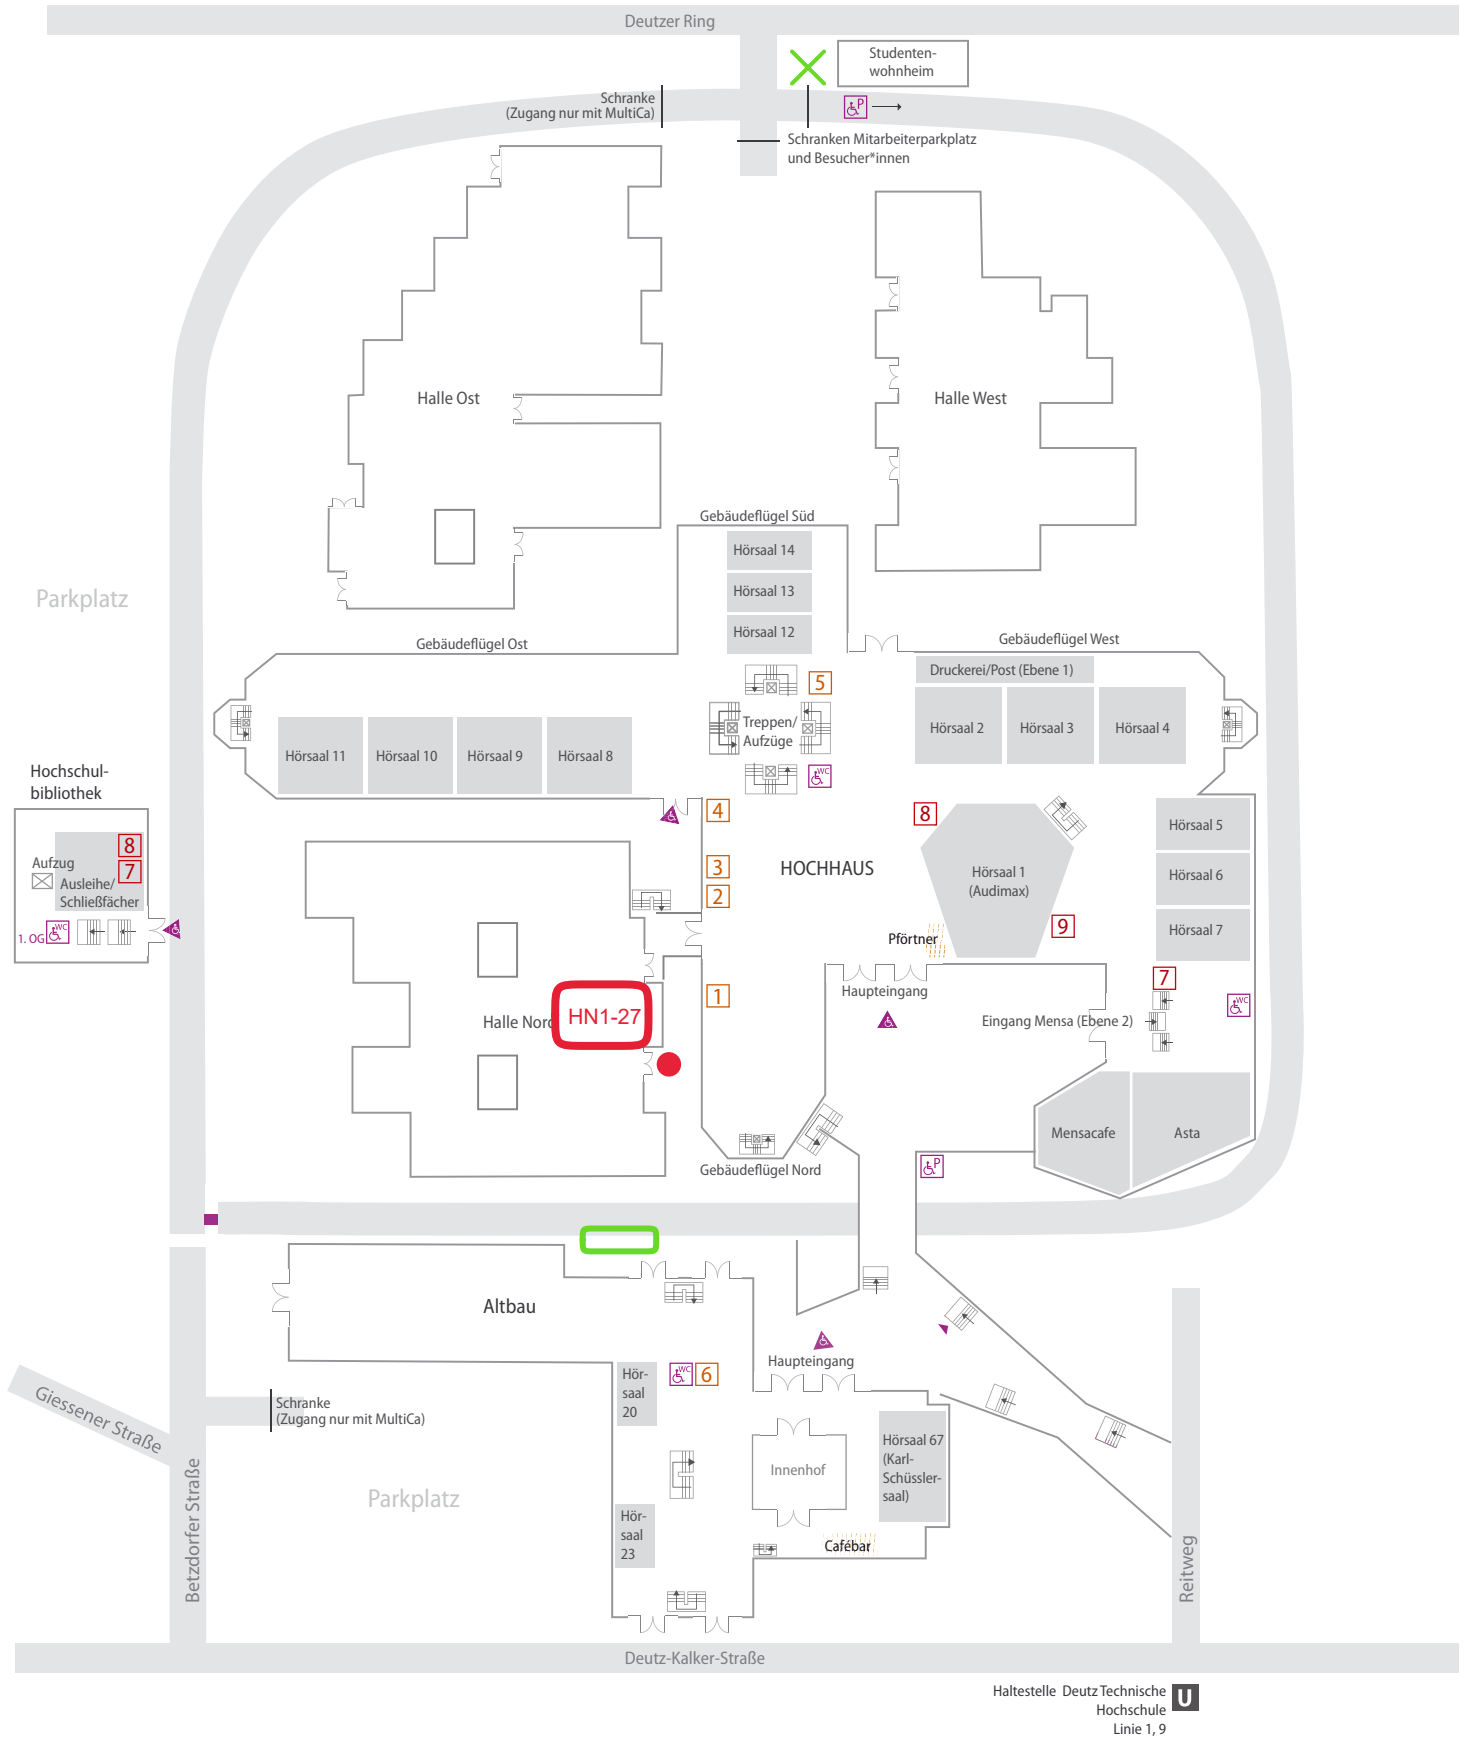 Deutzer Ring
Studenten-
wohnheim
Schranke
(Zugang nur mit MultiCa)
P
Schranken Mitarbeiterparkplatz
und Besucher*innen
Halle Ost
Halle West
Gebäudeflügel Süd
Hörsaal 14
Hörsaal 13
Hörsaal 12
Parkplatz
Gebäudeflügel Ost
Gebäudeflügel West
Druckerei/Post (Ebene 1)
5
Treppen/
Aufzüge
Hörsaal 2
Hörsaal 3
Hörsaal 4
Hörsaal 11
Hörsaal 10
Hörsaal 9
Hörsaal 8
WC
Hochschul-
bibliothek
4
8
Hörsaal 5
8
Aufzug
7
Ausleihe/
Schließfächer
3
2
HOCHHAUS
Hörsaal 1
(Audimax)
Hörsaal 6
1. OG
WC
Pförtner
9
Hörsaal 7
7
Haupteingang
1
Halle Nord
HN1-27
Eingang Mensa (Ebene 2)
WC
Mensacafe
Asta
Gebäudeflügel Nord
P
Altbau
Haupteingang
WC
6
Hör-
saal
20
Giessener Straße
Schranke
(Zugang nur mit MultiCa)
Hörsaal 67
(Karl-
Schüssler-
saal)
Innenhof
Betzdorfer Straße
Parkplatz
Hör-
saal
23
Cafébar
Reitweg
Deutz-Kalker-Straße
Haltestelle Deutz Technische
Hochschule
Linie 1, 9
U